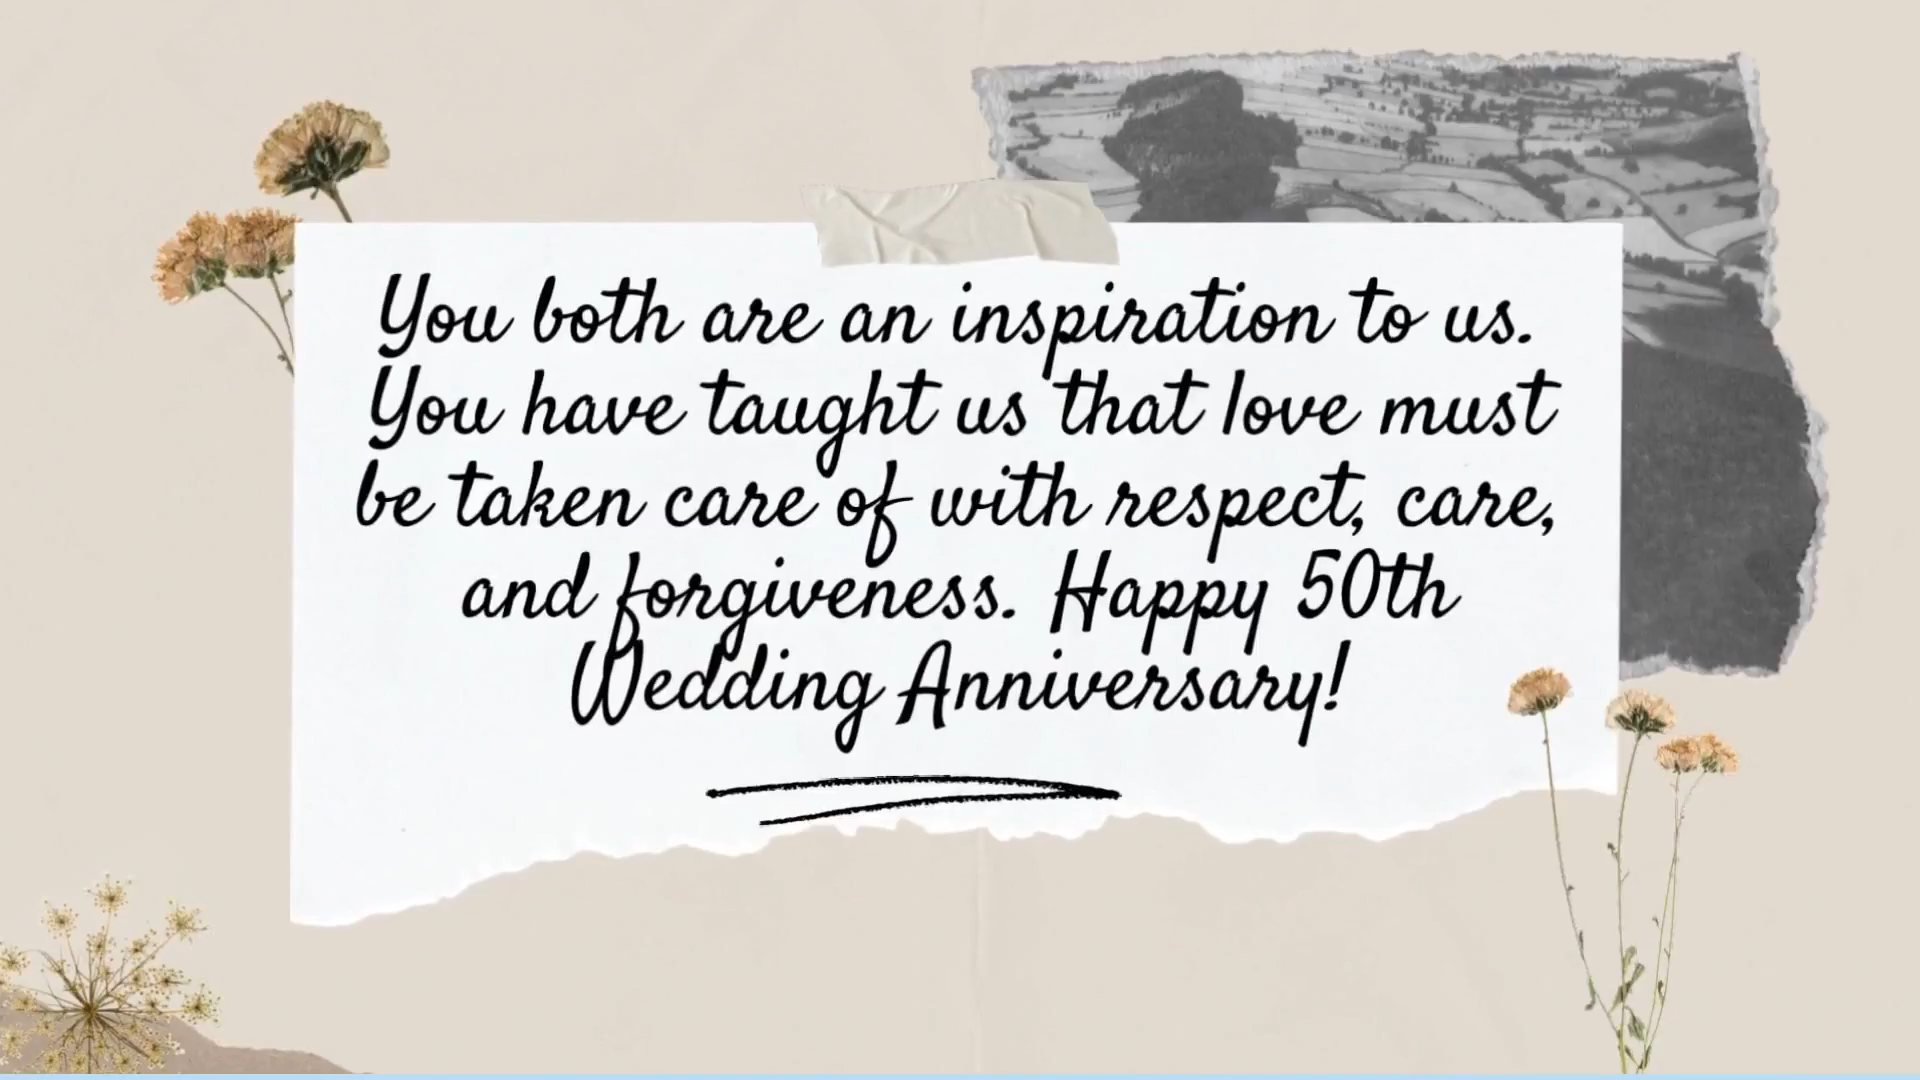 You both are an inspiration to us.
You have taught us that love must
be taken care of with respect, care,
and forgiveness. Happy 50th
Wedding Anniversary!